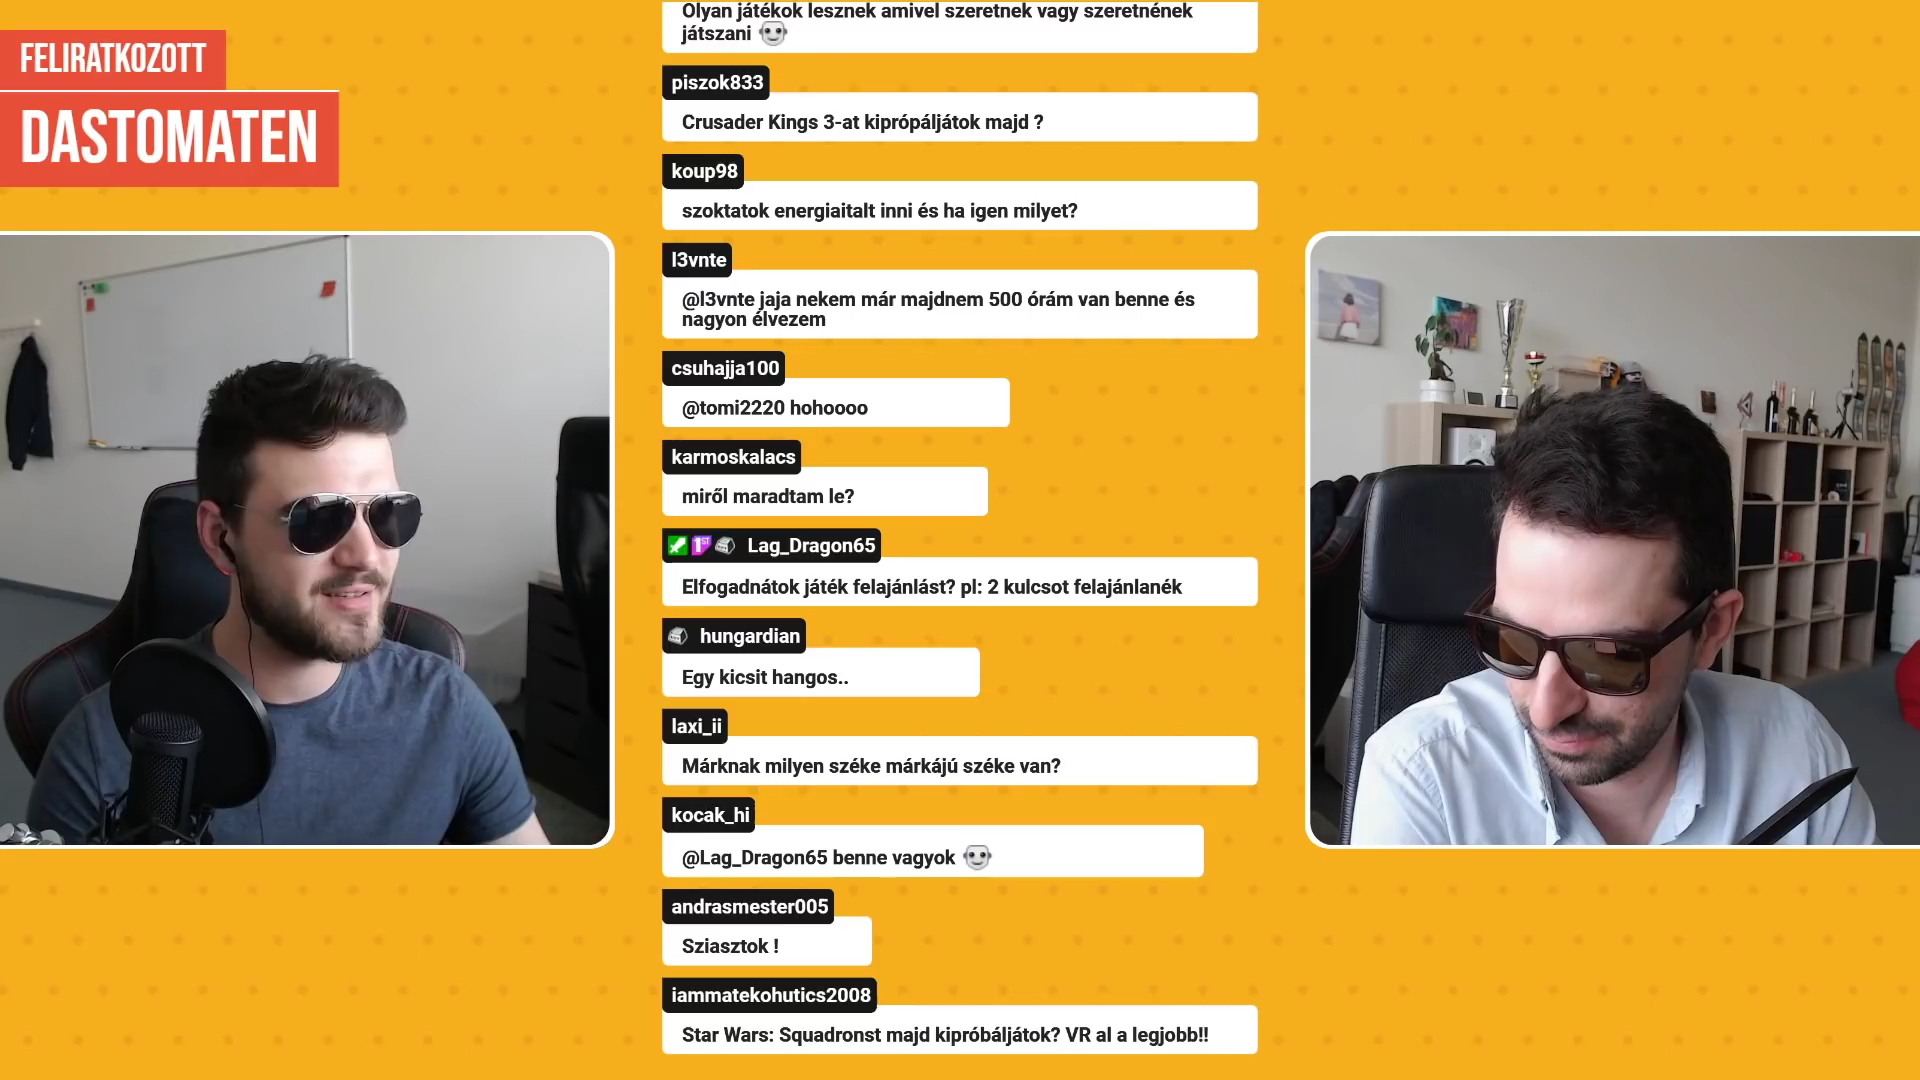 FELIRATKOZOTT
DASTOMATEN
Olyan játékok lesznek amivel szeretnek vagy szeretnének
játszani
piszok833
Crusader Kings 3-at kiprópáljátok majd ?
koup98
szoktatok energiaitalt inni és ha igen milyet?
l3vnte
@l3vnte jaja nekem már majdnem 500 órám van benne és
nagyon élvezem
csuhajja100
@tomi2220 hohoooo
karmoskalacs
miről maradtam le?
1ST Lag_Dragon65
Elfogadnátok játék felajánlást? pl: 2 kulcsot felajánlanék
hungardian
Egy kicsit hangos..
laxi_ii
Márknak milyen széke márkájú széke van?
kocak_hi
@Lag_Dragon65 benne vagyok
andrasmester005
Sziasztok !
iammatekohutics2008
Star Wars: Squadronst majd kipróbáljátok? VR al a legjobb!!